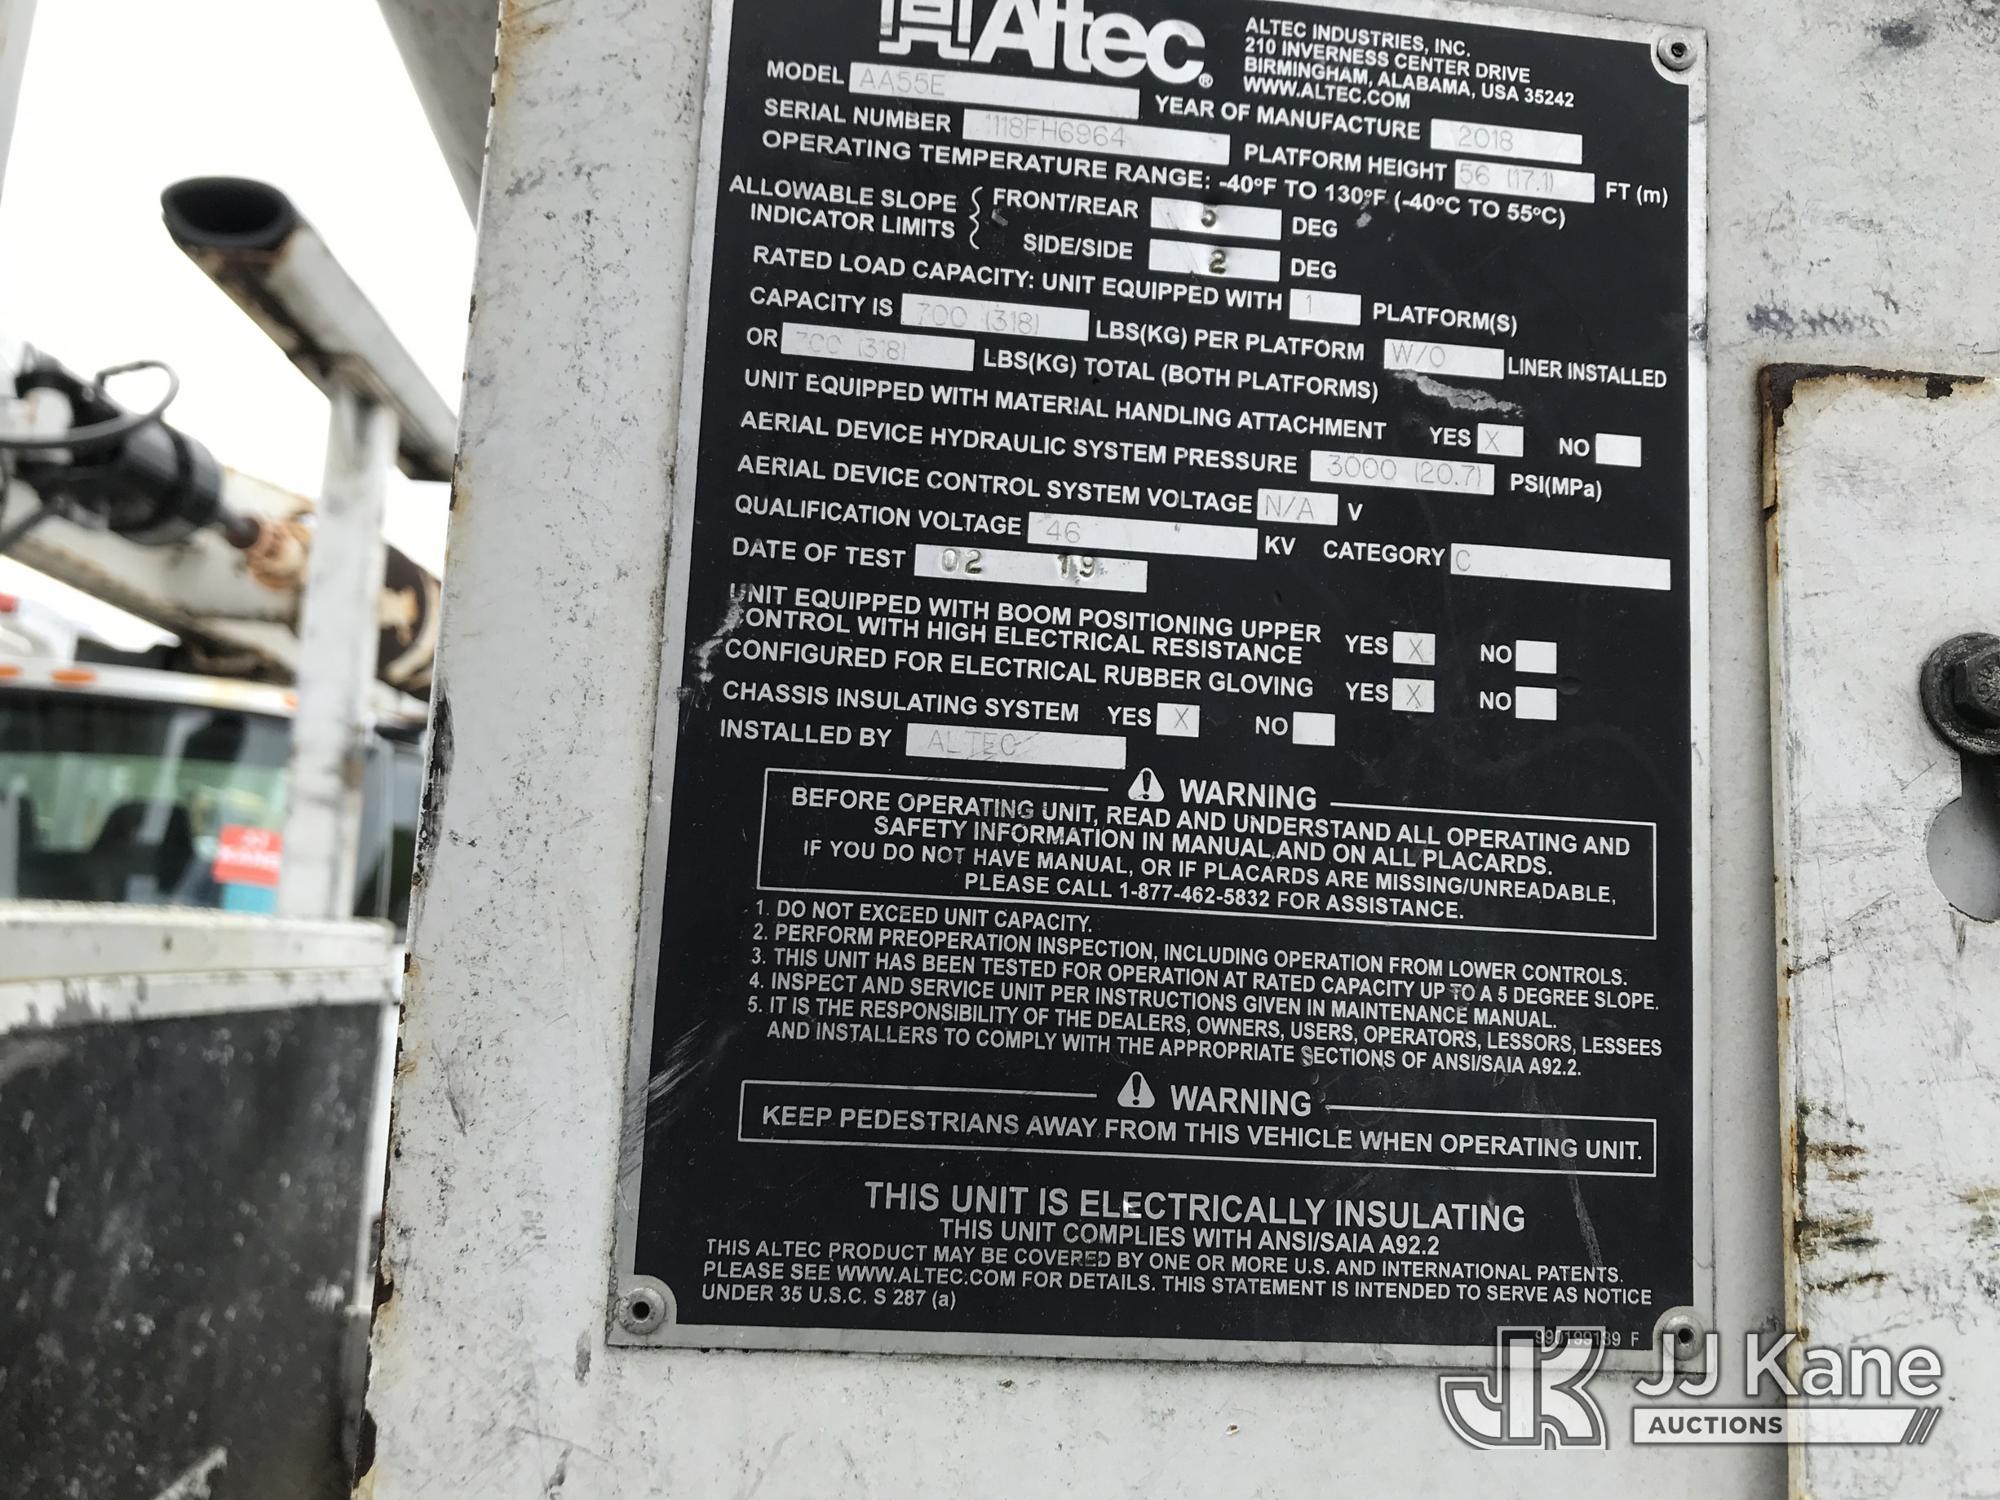 Altec®
ALTEC INDUSTRIES, INC.
210 INVERNESS CENTER DRIVE
BIRMINGHAM, ALABAMA, USA 35242
WWW.ALTEC.COM
MODEL AA55E YEAR OF MANUFACTURE 2018
SERIAL NUMBER 1118FH6964 PLATFORM HEIGHT 56 (17.1) FT (m)
OPERATING TEMPERATURE RANGE: -40°F TO 130°F (-40°C TO 55°C)
ALLOWABLE SLOPE INDICATOR LIMITS { FRONT/REAR 5 DEG
SIDE/SIDE 2 DEG
RATED LOAD CAPACITY: UNIT EQUIPPED WITH 1 PLATFORM(S)
CAPACITY IS 700 (318) LBS(KG) PER PLATFORM W/O LINER INSTALLED
OR 700 (318) LBS(KG) TOTAL (BOTH PLATFORMS)
UNIT EQUIPPED WITH MATERIAL HANDLING ATTACHMENT YES X NO
AERIAL DEVICE HYDRAULIC SYSTEM PRESSURE 3000 (20.7) PSI(MPa)
AERIAL DEVICE CONTROL SYSTEM VOLTAGE N/A V
QUALIFICATION VOLTAGE 46 KV CATEGORY C
DATE OF TEST 02 19
UNIT EQUIPPED WITH BOOM POSITIONING UPPER
CONTROL WITH HIGH ELECTRICAL RESISTANCE YES X NO
CONFIGURED FOR ELECTRICAL RUBBER GLOVING YES X NO
CHASSIS INSULATING SYSTEM YES X NO
INSTALLED BY ALTEC
WARNING
BEFORE OPERATING UNIT, READ AND UNDERSTAND ALL OPERATING AND
SAFETY INFORMATION IN MANUAL AND ON ALL PLACARDS.
IF YOU DO NOT HAVE MANUAL, OR IF PLACARDS ARE MISSING/UNREADABLE,
PLEASE CALL 1-877-462-5832 FOR ASSISTANCE.
1. DO NOT EXCEED UNIT CAPACITY.
2. PERFORM PREOPERATION INSPECTION, INCLUDING OPERATION FROM LOWER CONTROLS.
3. THIS UNIT HAS BEEN TESTED FOR OPERATION AT RATED CAPACITY UP TO A 5 DEGREE SLOPE.
4. INSPECT AND SERVICE UNIT PER INSTRUCTIONS GIVEN IN MAINTENANCE MANUAL.
5. IT IS THE RESPONSIBILITY OF THE DEALERS, OWNERS, USERS, OPERATORS, LESSORS, LESSEES
AND INSTALLERS TO COMPLY WITH THE APPROPRIATE SECTIONS OF ANSI/SAIA A92.2.
WARNING
KEEP PEDESTRIANS AWAY FROM THIS VEHICLE WHEN OPERATING UNIT.
THIS UNIT IS ELECTRICALLY INSULATING
THIS UNIT COMPLIES WITH ANSI/SAIA A92.2
THIS ALTEC PRODUCT MAY BE COVERED BY ONE OR MORE U.S. AND INTERNATIONAL PATENTS.
PLEASE SEE WWW.ALTEC.COM FOR DETAILS. THIS STATEMENT IS INTENDED TO SERVE AS NOTICE
UNDER 35 U.S.C. S 287 (a)
990199139 F
JK JJ Kane
AUCTIONS